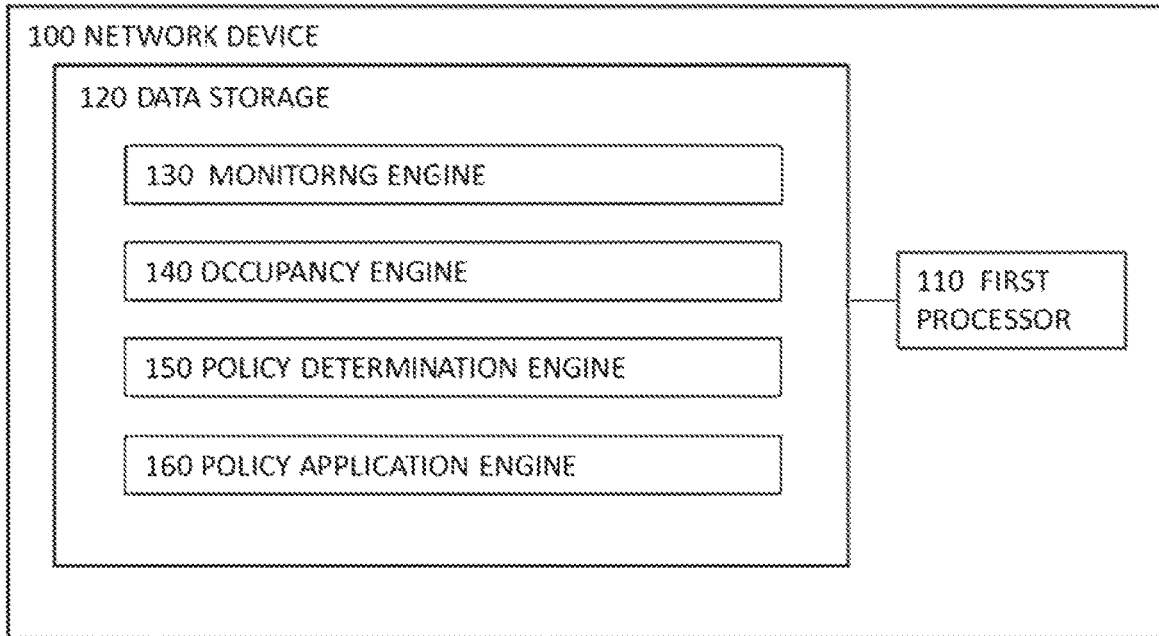 100 NETWORK DEVICE
120 DATA STORAGE
130 MONITORNG ENGINE
140 OCCUPANCY ENGINE
150 POLICY DETERMINATION ENGINE
160 POLICY APPLICATION ENGINE
110 FIRST
PROCESSOR